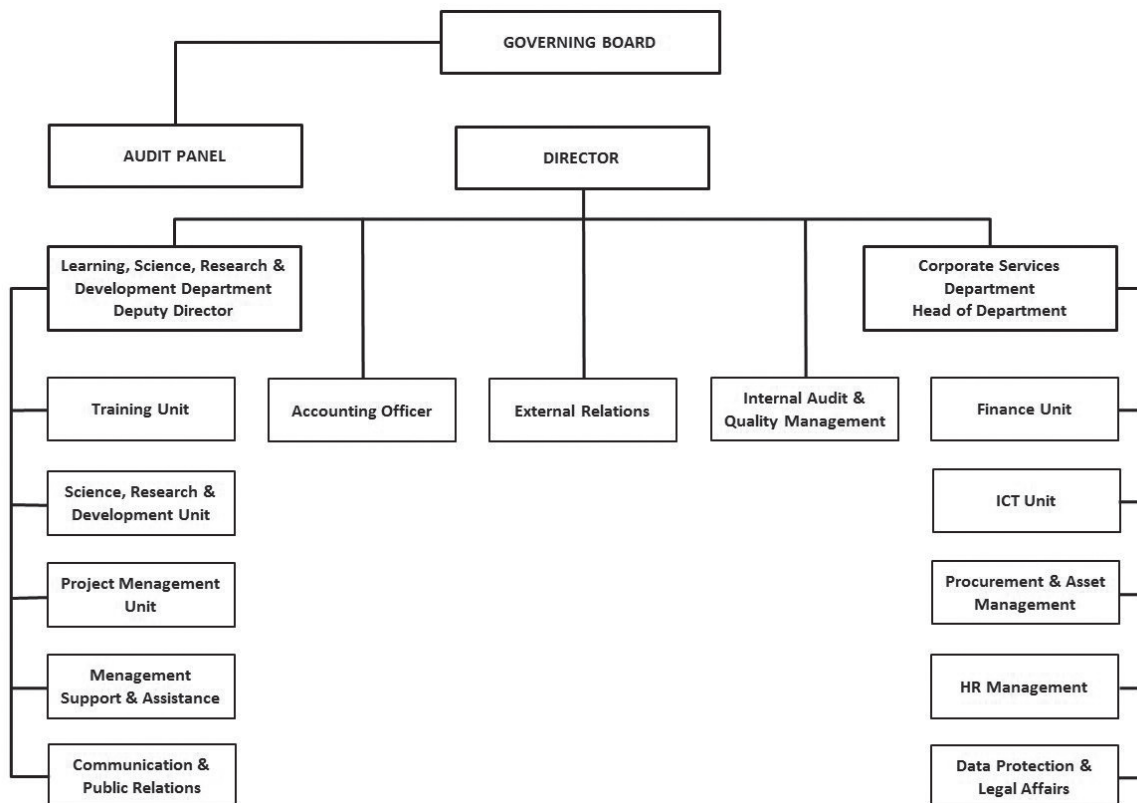 GOVERNING BOARD
AUDIT PANEL
DIRECTOR
Learning, Science, Research &
Development Department
Deputy Director
Corporate Services
Department
Head of Department
Training Unit
Accounting Officer
External Relations
Internal Audit &
Quality Management
Finance Unit
Science, Research &
Development Unit
ICT Unit
Project Menagement
Unit
Procurement & Asset
Management
Menagement
Support & Assistance
HR Management
Communication &
Public Relations
Data Protection &
Legal Affairs